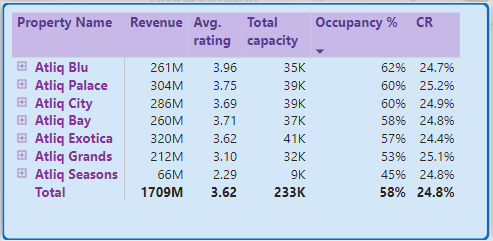 Property Name Revenue Avg. rating Total capacity Occupancy % CR
Atliq Blu 261M 3.96 35K 62% 24.7%
Atliq Palace 304M 3.75 39K 60% 25.2%
Atliq City 286M 3.69 39K 60% 24.9%
Atliq Bay 260M 3.71 37K 58% 24.8%
Atliq Exotica 320M 3.62 41K 57% 24.4%
Atliq Grands 212M 3.10 32K 53% 25.1%
Atliq Seasons 66M 2.29 9K 45% 24.8%
Total 1709M 3.62 233K 58% 24.8%